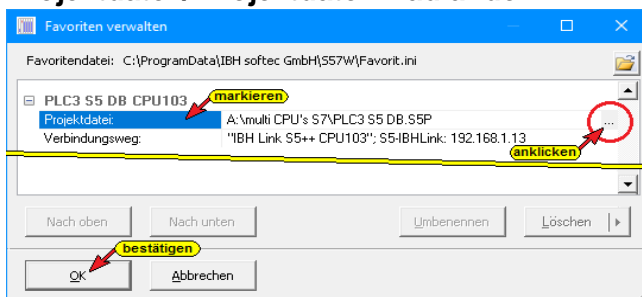 Favoriten verwalten
Favoritendatei: C:\ProgramData\IBH softec GmbH\S57W\Favorit.ini
PLC3 S5 DB CPU103
markieren
Projektdatei: A:\multi CPU's S7\PLC3 S5 DB.S5P ...
Verbindungsweg: "IBH Link S5++ CPU103"; S5-IBHLink: 192.168.1.13
anklicken
Nach oben Nach unten Umbenennen Löschen
bestätigen
OK Abbrechen